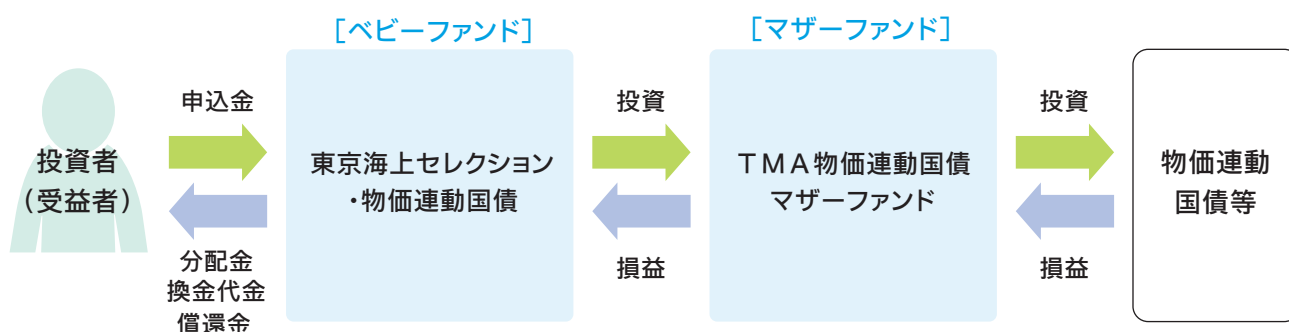 [ベビーファンド]
[マザーファンド]
投資者
（受益者）
申込金
分配金
換金代金
償還金
東京海上セレクション
・物価連動国債
投資
損益
ＴＭＡ物価連動国債
マザーファンド
投資
損益
物価連動
国債等